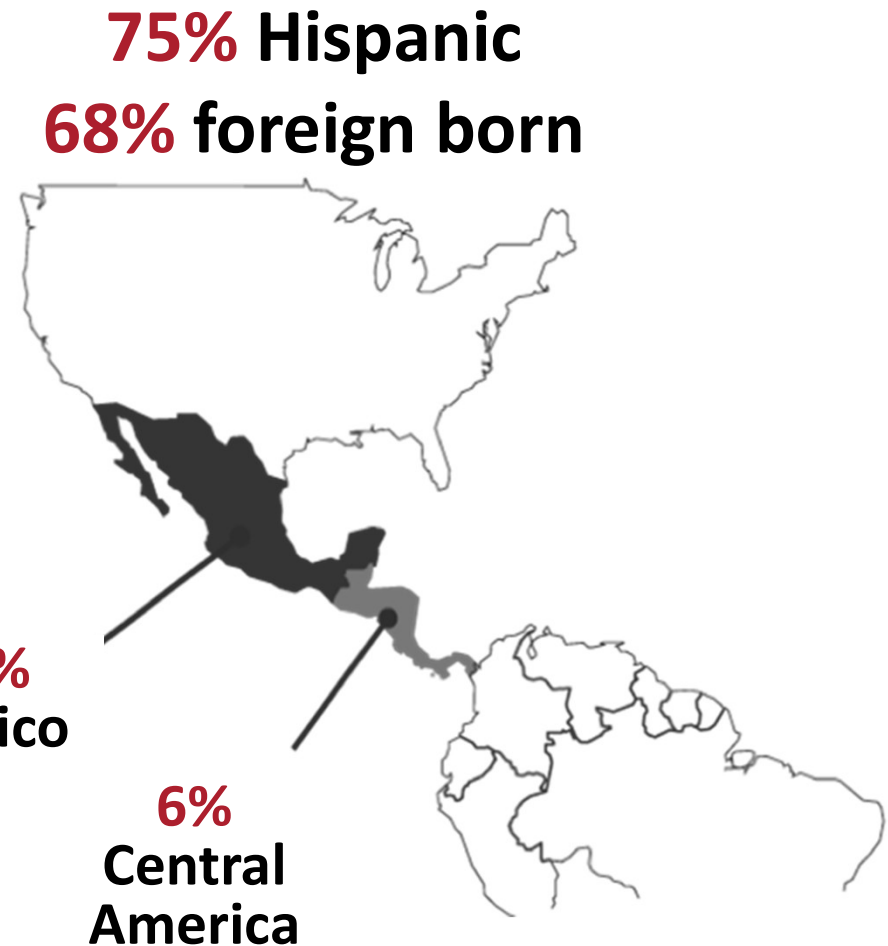 75% Hispanic
68% foreign born
%
ico
6%
Central
America